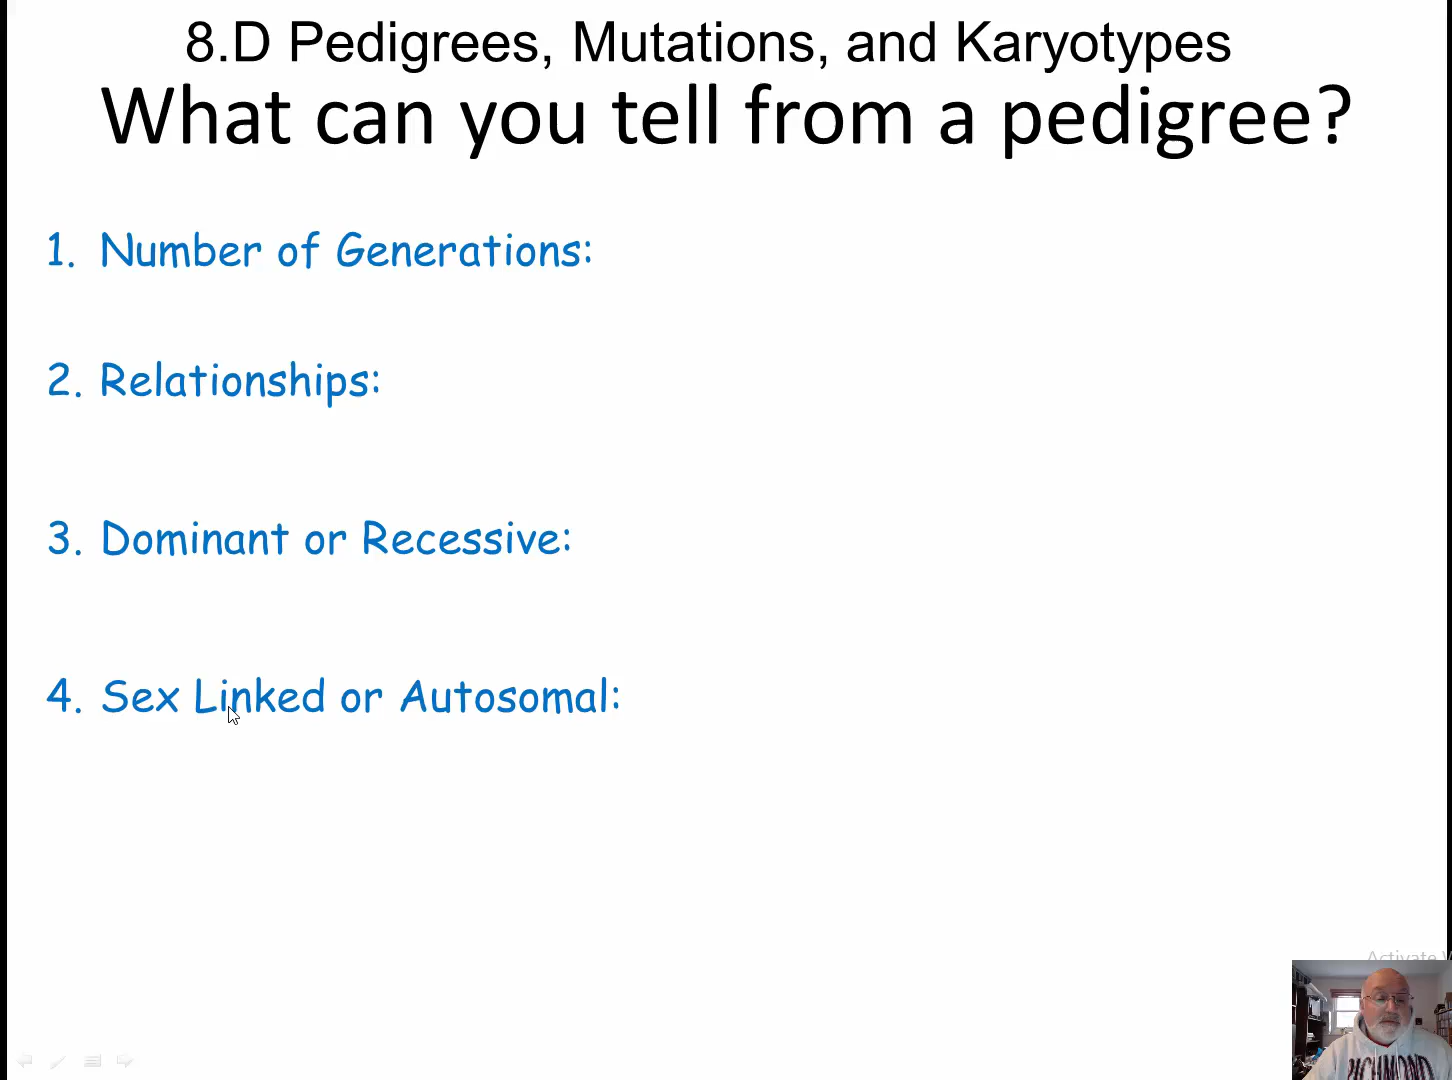 8.D Pedigrees, Mutations, and Karyotypes
What can you tell from a pedigree?
1. Number of Generations:
2. Relationships:
3. Dominant or Recessive:
4. Sex Linked or Autosomal:
Activate
RICHMOND